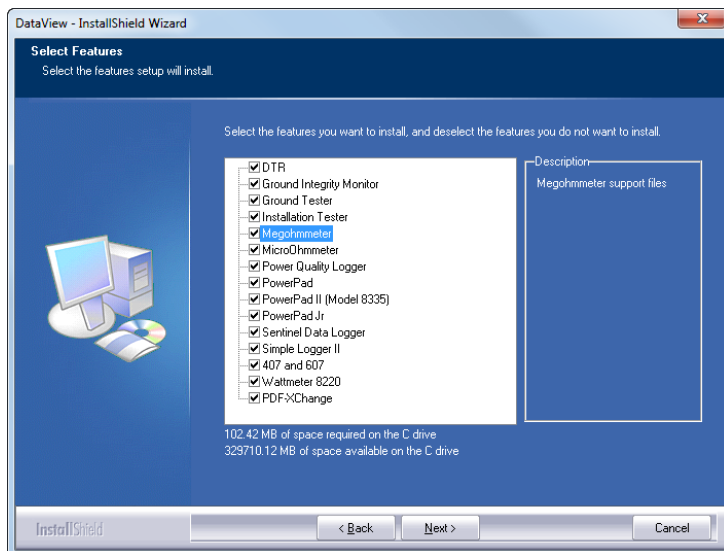 DataView - InstallShield Wizard
Select Features
Select the features setup will install.
Select the features you want to install, and deselect the features you do not want to install.
DTR
Ground Integrity Monitor
Ground Tester
Installation Tester
Megohmmeter
MicroOhmmeter
Power Quality Logger
PowerPad
PowerPad II (Model 8335)
PowerPad Jr
Sentinel Data Logger
Simple Logger II
407 and 607
Wattmeter 8220
PDF-XChange
Description
Megohmmeter support files
102.42 MB of space required on the C drive
329710.12 MB of space available on the C drive
InstallShield
< Back
Next >
Cancel